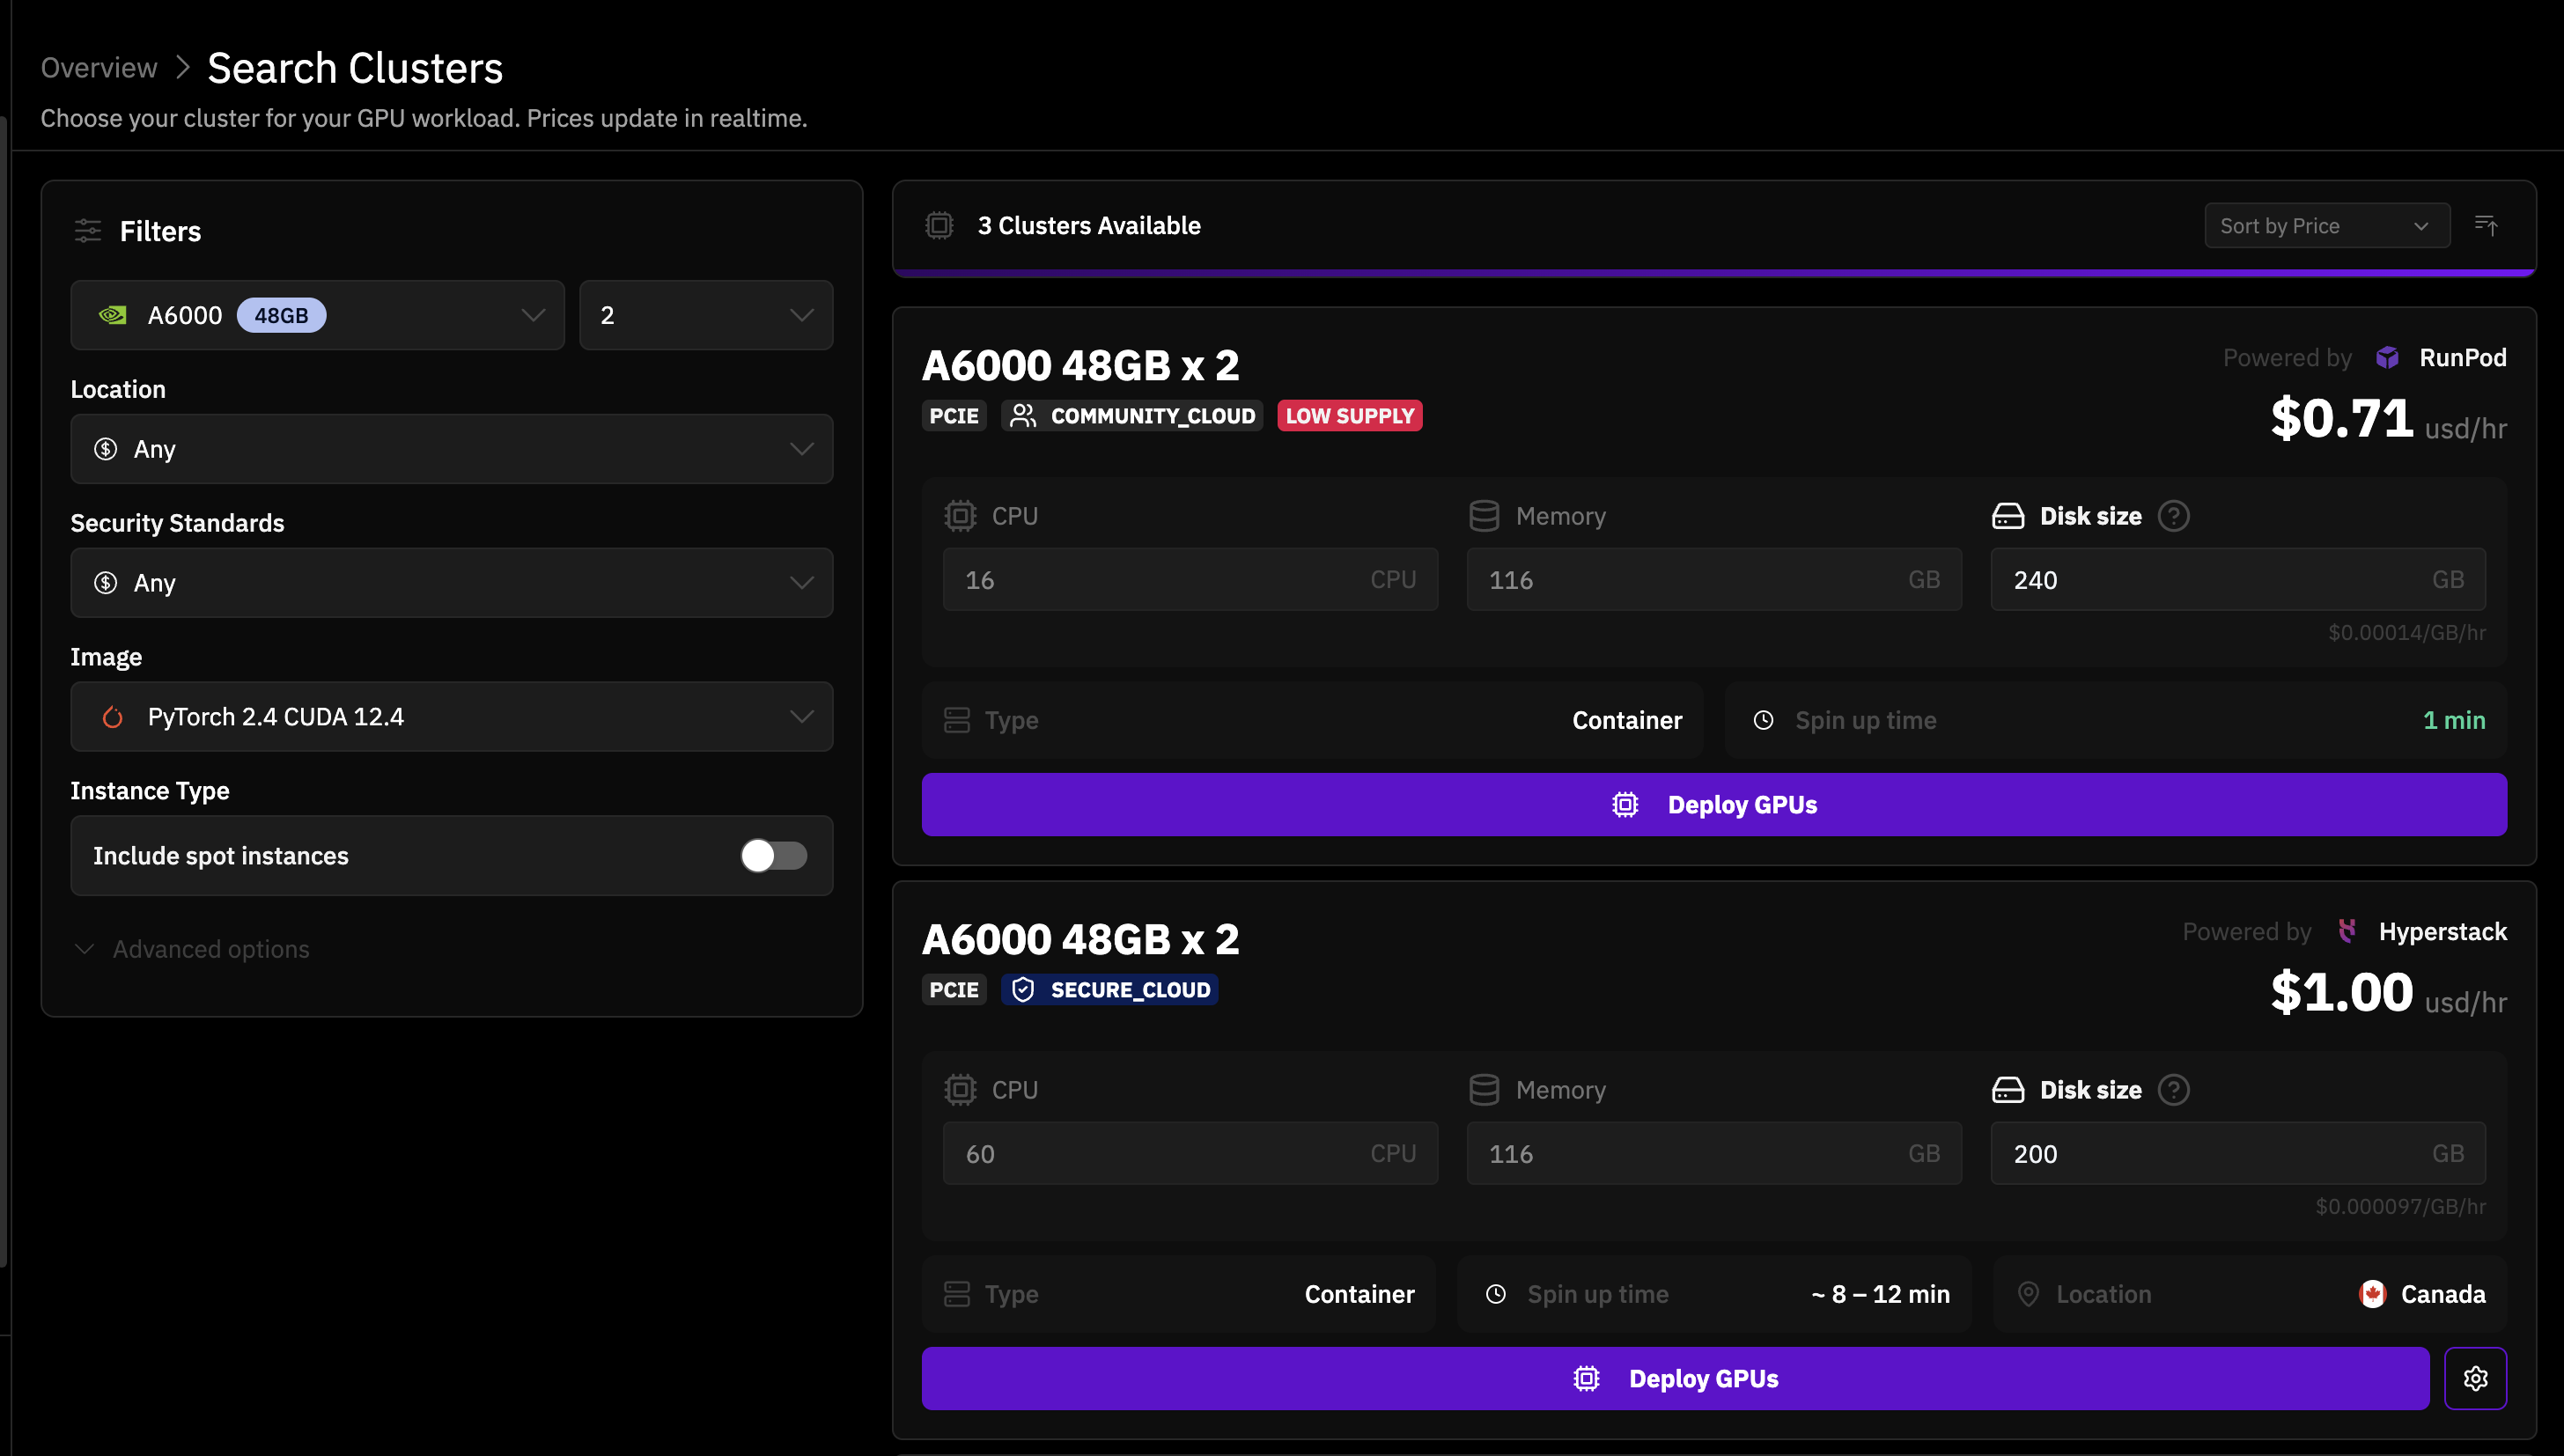 Overview > Search Clusters
Choose your cluster for your GPU workload. Prices update in realtime.
Filters
A6000 48GB
2
Location
Any
Security Standards
Any
Image
PyTorch 2.4 CUDA 12.4
Instance Type
Include spot instances
Advanced options
3 Clusters Available
Sort by Price
A6000 48GB x 2
Powered by RunPod
PCIE COMMUNITY_CLOUD LOW SUPPLY
$0.71 usd/hr
CPU
Memory
Disk size
16 CPU
116 GB
240 GB
$0.00014/GB/hr
Type Container
Spin up time 1 min
Deploy GPUs
A6000 48GB x 2
Powered by Hyperstack
PCIE SECURE_CLOUD
$1.00 usd/hr
CPU
Memory
Disk size
60 CPU
116 GB
200 GB
$0.000097/GB/hr
Type Container
Spin up time ~ 8 – 12 min
Location Canada
Deploy GPUs